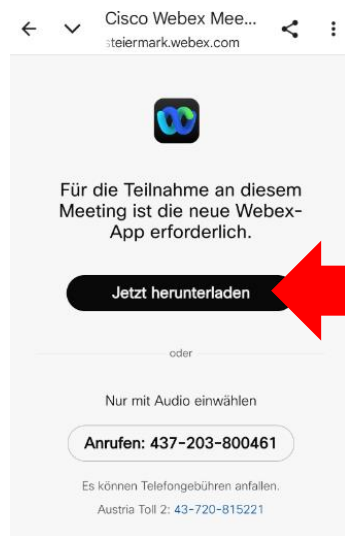 Cisco Webex Mee...
steiermark.webex.com
Für die Teilnahme an diesem
Meeting ist die neue Webex-
App erforderlich.
Jetzt herunterladen
oder
Nur mit Audio einwählen
Anrufen: 437-203-800461
Es können Telefongebühren anfallen.
Austria Toll 2: 43-720-815221